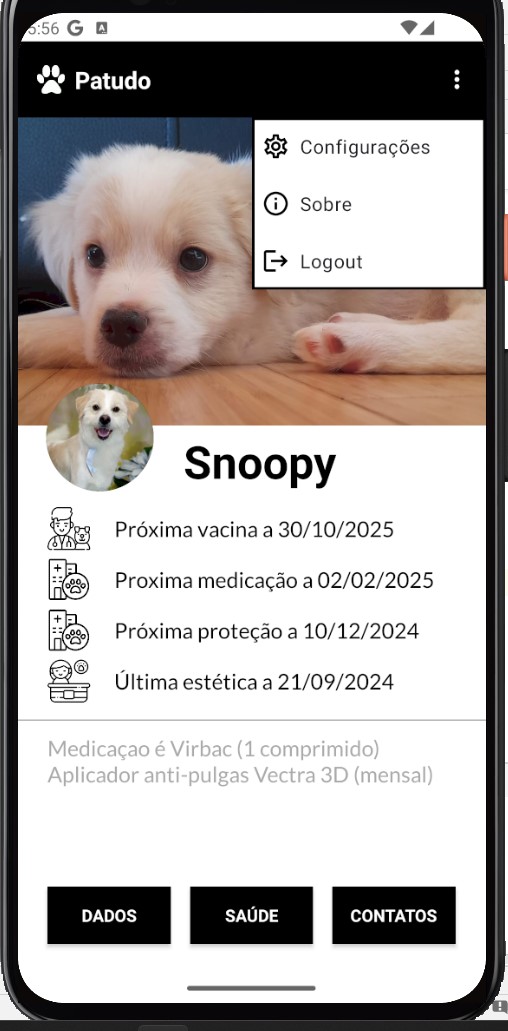 5:56
Patudo
Configurações
Sobre
Logout
Snoopy
Próxima vacina a 30/10/2025
Proxima medicação a 02/02/2025
Próxima proteção a 10/12/2024
Última estética a 21/09/2024
Medicaçao é Virbac (1 comprimido)
Aplicador anti-pulgas Vectra 3D (mensal)
DADOS
SAÚDE
CONTATOS